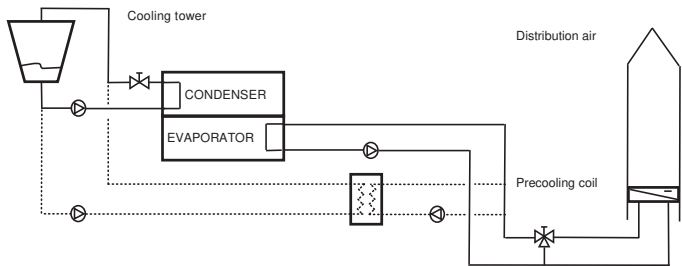 Cooling tower
Distribution air
CONDENSER
EVAPORATOR
Precooling coil